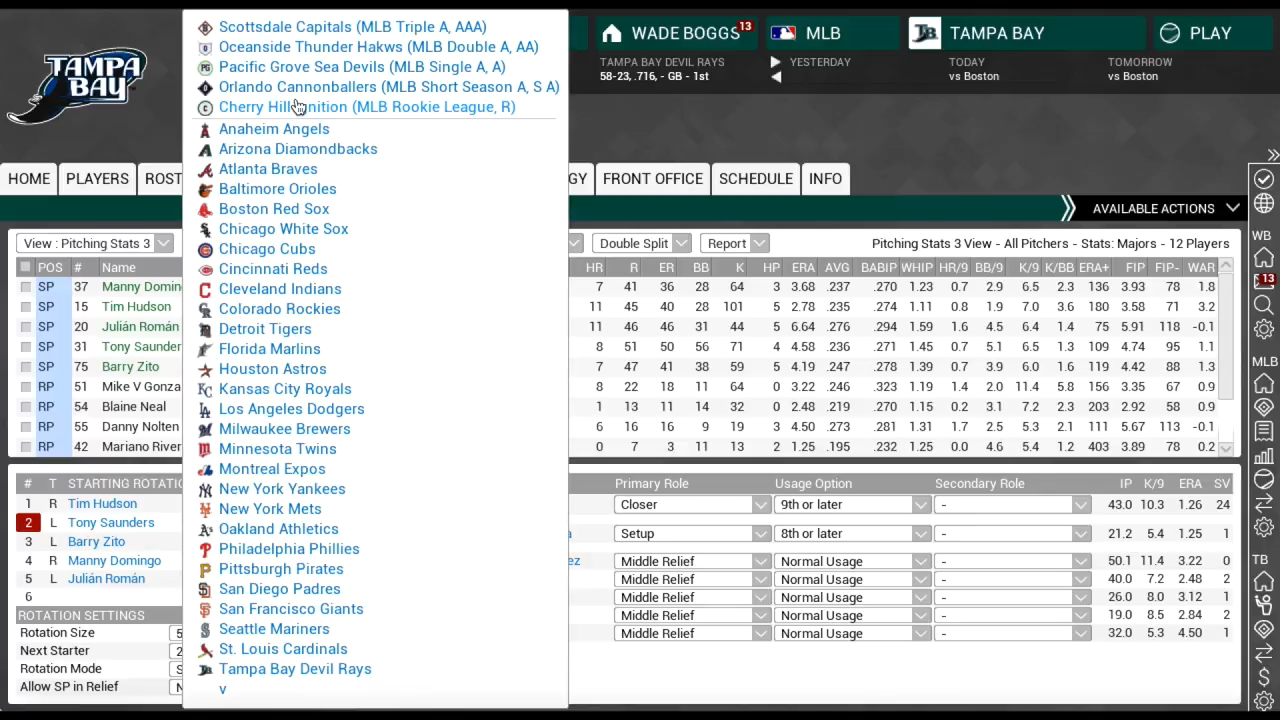 TAMPA BAY
Scottsdale Capitals (MLB Triple A, AAA)
Oceanside Thunder Hakws (MLB Double A, AA)
Pacific Grove Sea Devils (MLB Single A, A)
Orlando Cannonballers (MLB Short Season A, S A)
Cherry Hill Ignition (MLB Rookie League, R)
Anaheim Angels
Arizona Diamondbacks
Atlanta Braves
Baltimore Orioles
Boston Red Sox
Chicago White Sox
Chicago Cubs
Cincinnati Reds
Cleveland Indians
Colorado Rockies
Detroit Tigers
Florida Marlins
Houston Astros
Kansas City Royals
Los Angeles Dodgers
Milwaukee Brewers
Minnesota Twins
Montreal Expos
New York Yankees
New York Mets
Oakland Athletics
Philadelphia Phillies
Pittsburgh Pirates
San Diego Padres
San Francisco Giants
Seattle Mariners
St. Louis Cardinals
Tampa Bay Devil Rays
v
WADE BOGGS 13 MLB TAMPA BAY PLAY
TAMPA BAY DEVIL RAYS YESTERDAY TODAY TOMORROW
58-23, .716, - GB - 1st vs Boston vs Boston
HOME PLAYERS ROST GY FRONT OFFICE SCHEDULE INFO
AVAILABLE ACTIONS
View : Pitching Stats 3 Double Split Report Pitching Stats 3 View - All Pitchers - Stats: Majors - 12 Players
POS # Name HR R ER BB K HP ERA AVG BABIP WHIP HR/9 BB/9 K/9 K/BB ERA+ FIP FIP- WAR
SP 37 Manny Doming 7 41 36 28 64 3 3.68 .237 .270 1.23 0.7 2.9 6.5 2.3 136 3.93 78 1.8
SP 15 Tim Hudson 11 45 40 28 101 5 2.78 .235 .274 1.11 0.8 1.9 7.0 3.6 180 3.58 71 3.2
SP 20 Julián Román 11 46 46 31 44 5 6.64 .276 .294 1.59 1.6 4.5 6.4 1.4 75 5.91 118 -0.1
SP 31 Tony Saunder 8 51 50 56 71 4 4.58 .236 .271 1.45 0.7 5.1 6.5 1.3 109 4.74 95 1.1
SP 75 Barry Zito 7 47 41 38 59 5 4.19 .247 .278 1.39 0.7 3.9 6.0 1.6 119 4.42 88 1.3
RP 51 Mike V Gonza 8 22 18 11 64 0 3.22 .246 .323 1.19 1.4 2.0 11.4 5.8 156 3.35 67 0.9
RP 54 Blaine Neal 1 13 11 14 32 0 2.48 .219 .270 1.15 0.2 3.1 7.2 2.3 203 2.92 58 0.9
RP 55 Danny Nolten 6 16 16 9 19 3 4.50 .273 .281 1.31 1.7 2.5 5.3 2.1 111 5.67 113 -0.1
RP 42 Mariano River 0 7 3 11 13 2 1.25 .195 .232 1.25 0.0 4.6 5.4 1.2 403 3.89 78 0.2
# T STARTING ROTATIO Primary Role Usage Option Secondary Role IP K/9 ERA SV
1 R Tim Hudson
2 L Tony Saunders
3 L Barry Zito
4 R Manny Domingo
5 L Julián Román
6
Closer 9th or later - 43.0 10.3 1.26 24
a Setup 8th or later - 21.2 5.4 1.25 1
ez Middle Relief Normal Usage - 50.1 11.4 3.22 0
Middle Relief Normal Usage - 40.0 7.2 2.48 2
Middle Relief Normal Usage - 26.0 8.0 3.12 1
Middle Relief Normal Usage - 19.0 8.5 2.84 2
Middle Relief Normal Usage - 32.0 5.3 4.50 1
ROTATION SETTINGS
Rotation Size 5
Next Starter 2
Rotation Mode S
Allow SP in Relief N
WB
13
MLB
TB
$